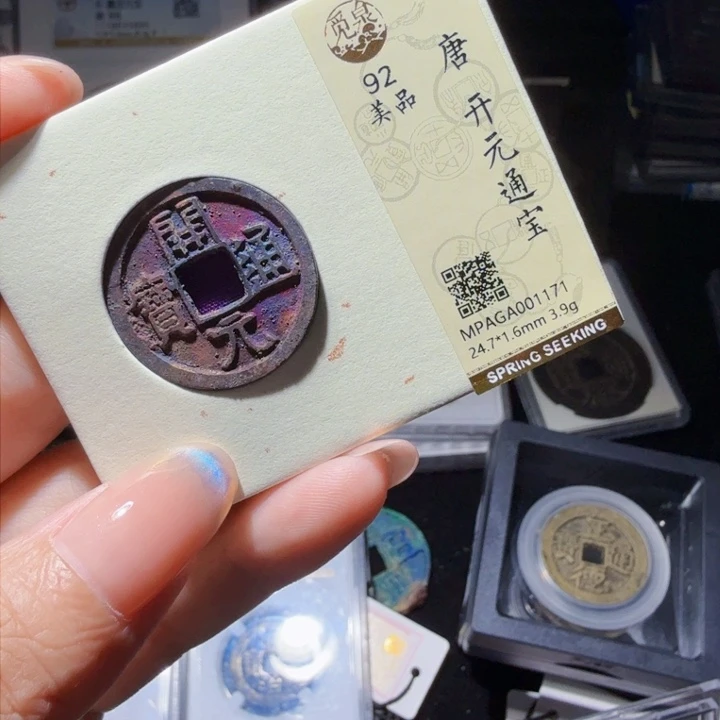 觅泉
92
美品
唐 开元通宝
MPAGA001171
24.7*1.6mm 3.9g
SPRING SEEKING
開元通寶